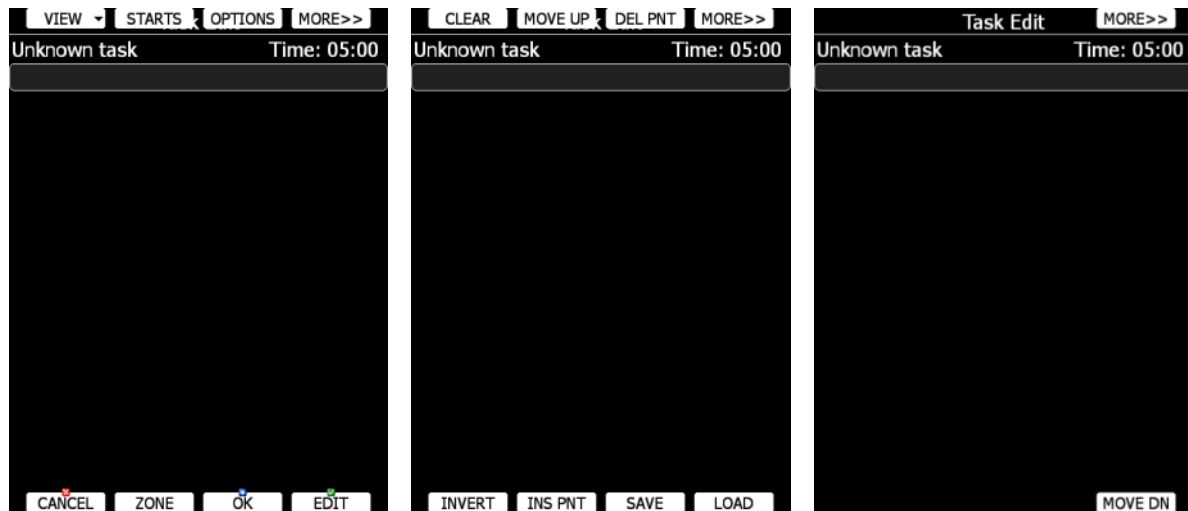 VIEW STARTS OPTIONS MORE>>
Unknown task Time: 05:00
CANCEL ZONE OK EDIT
CLEAR MOVE UP DEL PNT MORE>>
Unknown task Time: 05:00
INVERT INS PNT SAVE LOAD
Task Edit MORE>>
Unknown task Time: 05:00
MOVE DN